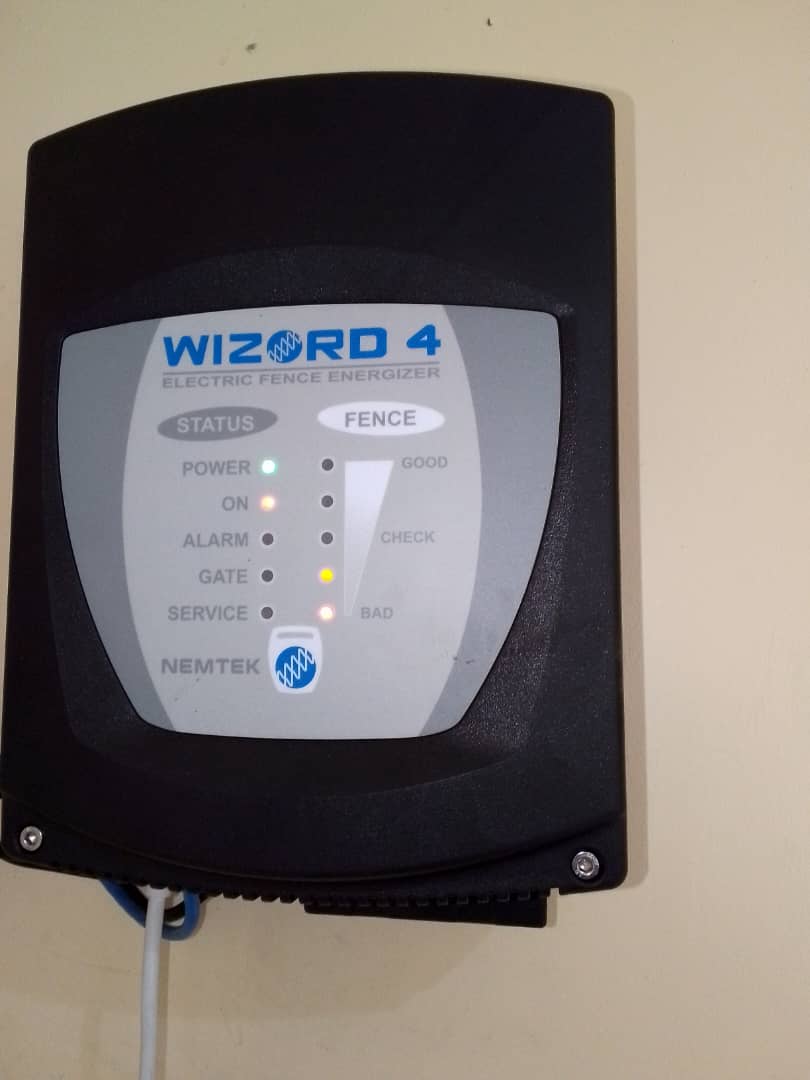 WIZORD 4
ELECTRIC FENCE ENERGIZER
STATUS FENCE
POWER GOOD
ON
ALARM CHECK
GATE
SERVICE BAD
NEMTEK